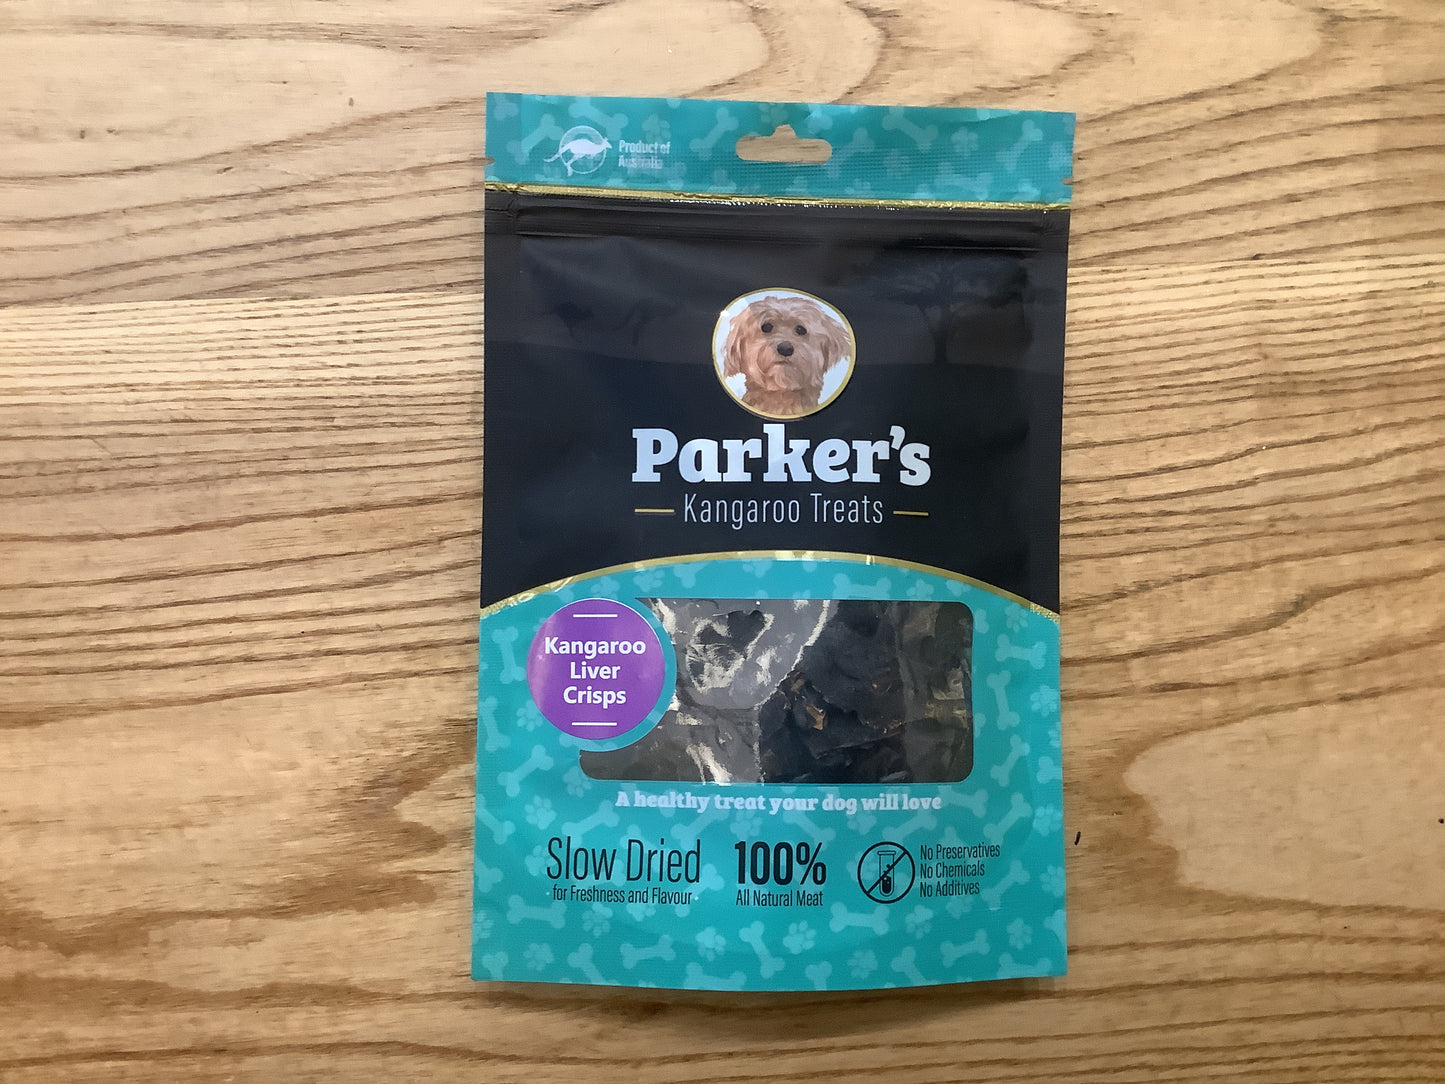 Product of
Australia
Parker's
Kangaroo Treats
Kangaroo
Liver
Crisps
A healthy treat your dog will love
Slow Dried
for Freshness and Flavour
100%
All Natural Meat
No Preservatives
No Chemicals
No Additives